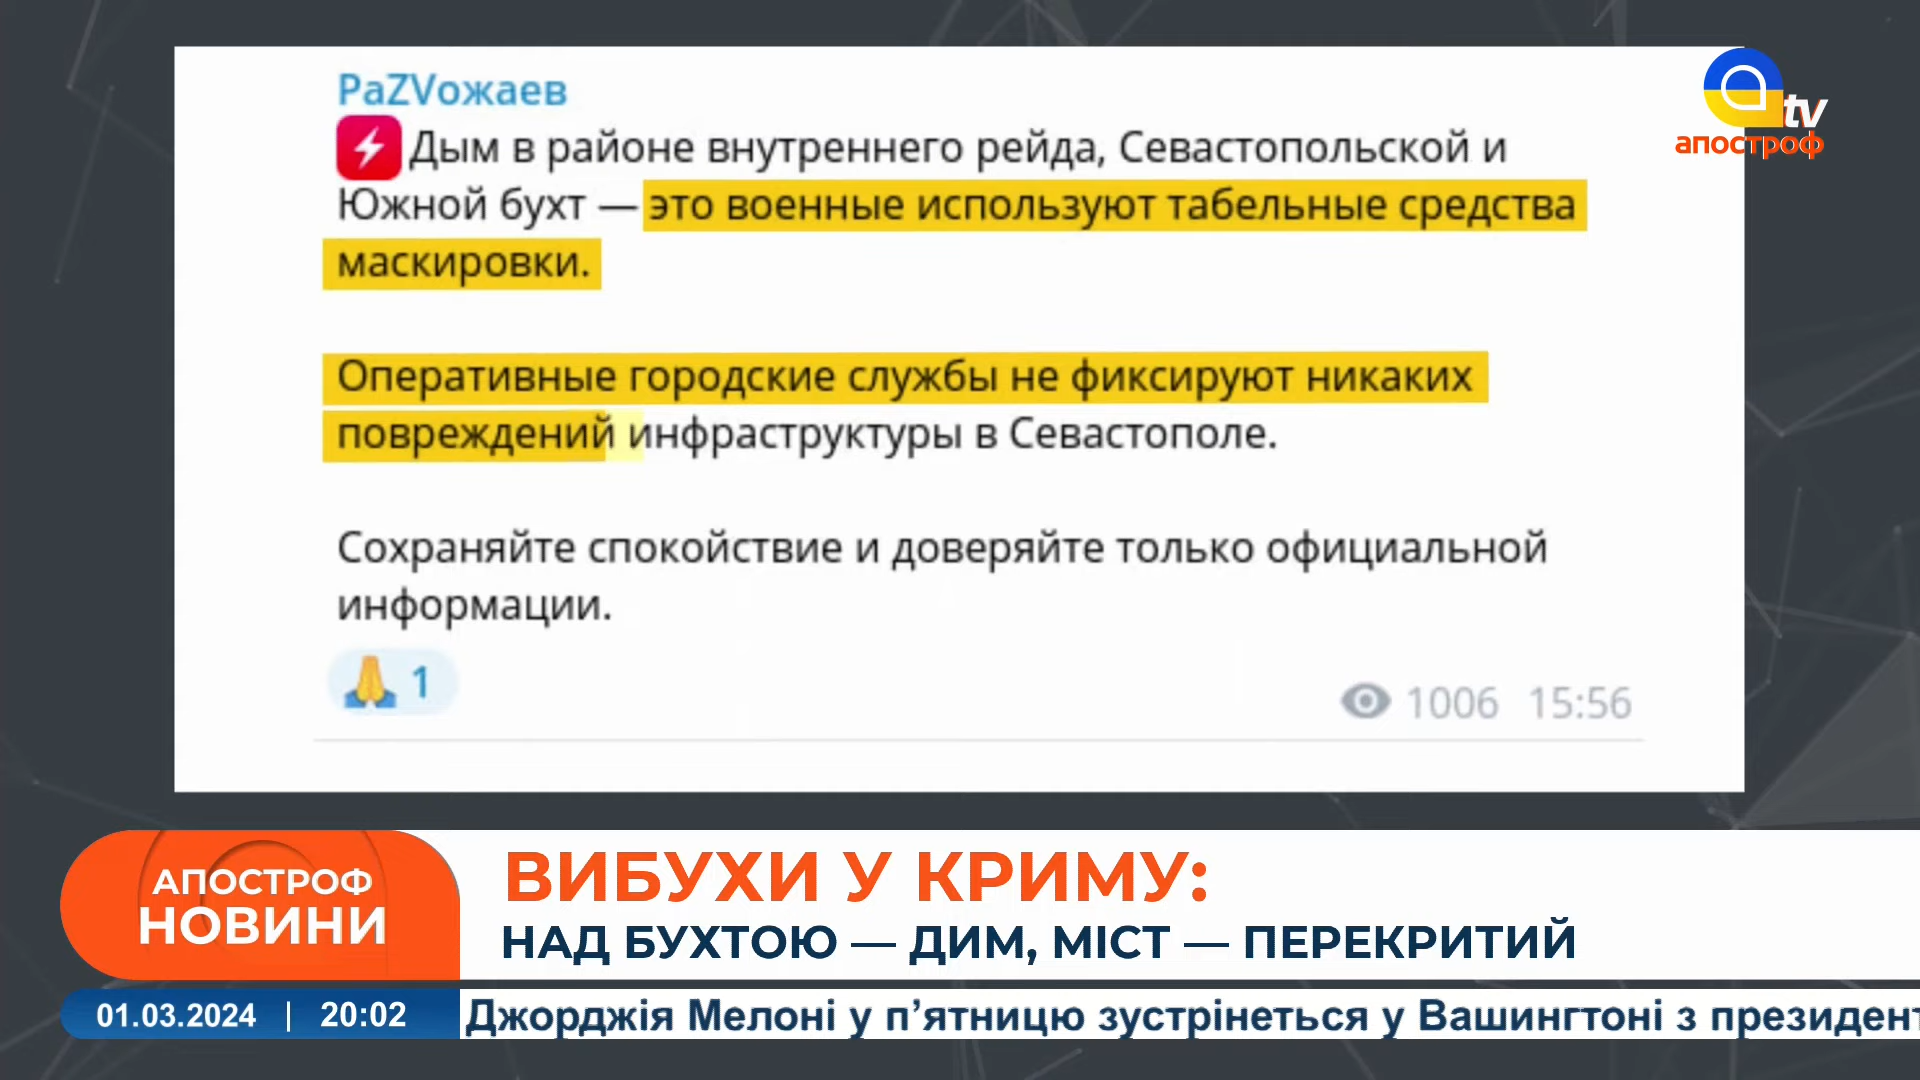 PaZVожаев
Дым в районе внутреннего рейда, Севастопольской и
Южной бухт — это военные используют табельные средства
маскировки.
Оперативные городские службы не фиксируют никаких
повреждений инфраструктуры в Севастополе.
Сохраняйте спокойствие и доверяйте только официальной
информации.
🙏 1
1006 15:56
tv
апостроф
АПОСТРОФ
НОВИНИ
ВИБУХИ У КРИМУ:
НАД БУХТОЮ — ДИМ, МІСТ — ПЕРЕКРИТИЙ
01.03.2024 | 20:02
Джорджія Мелоні у п’ятницю зустрінеться у Вашингтоні з президент